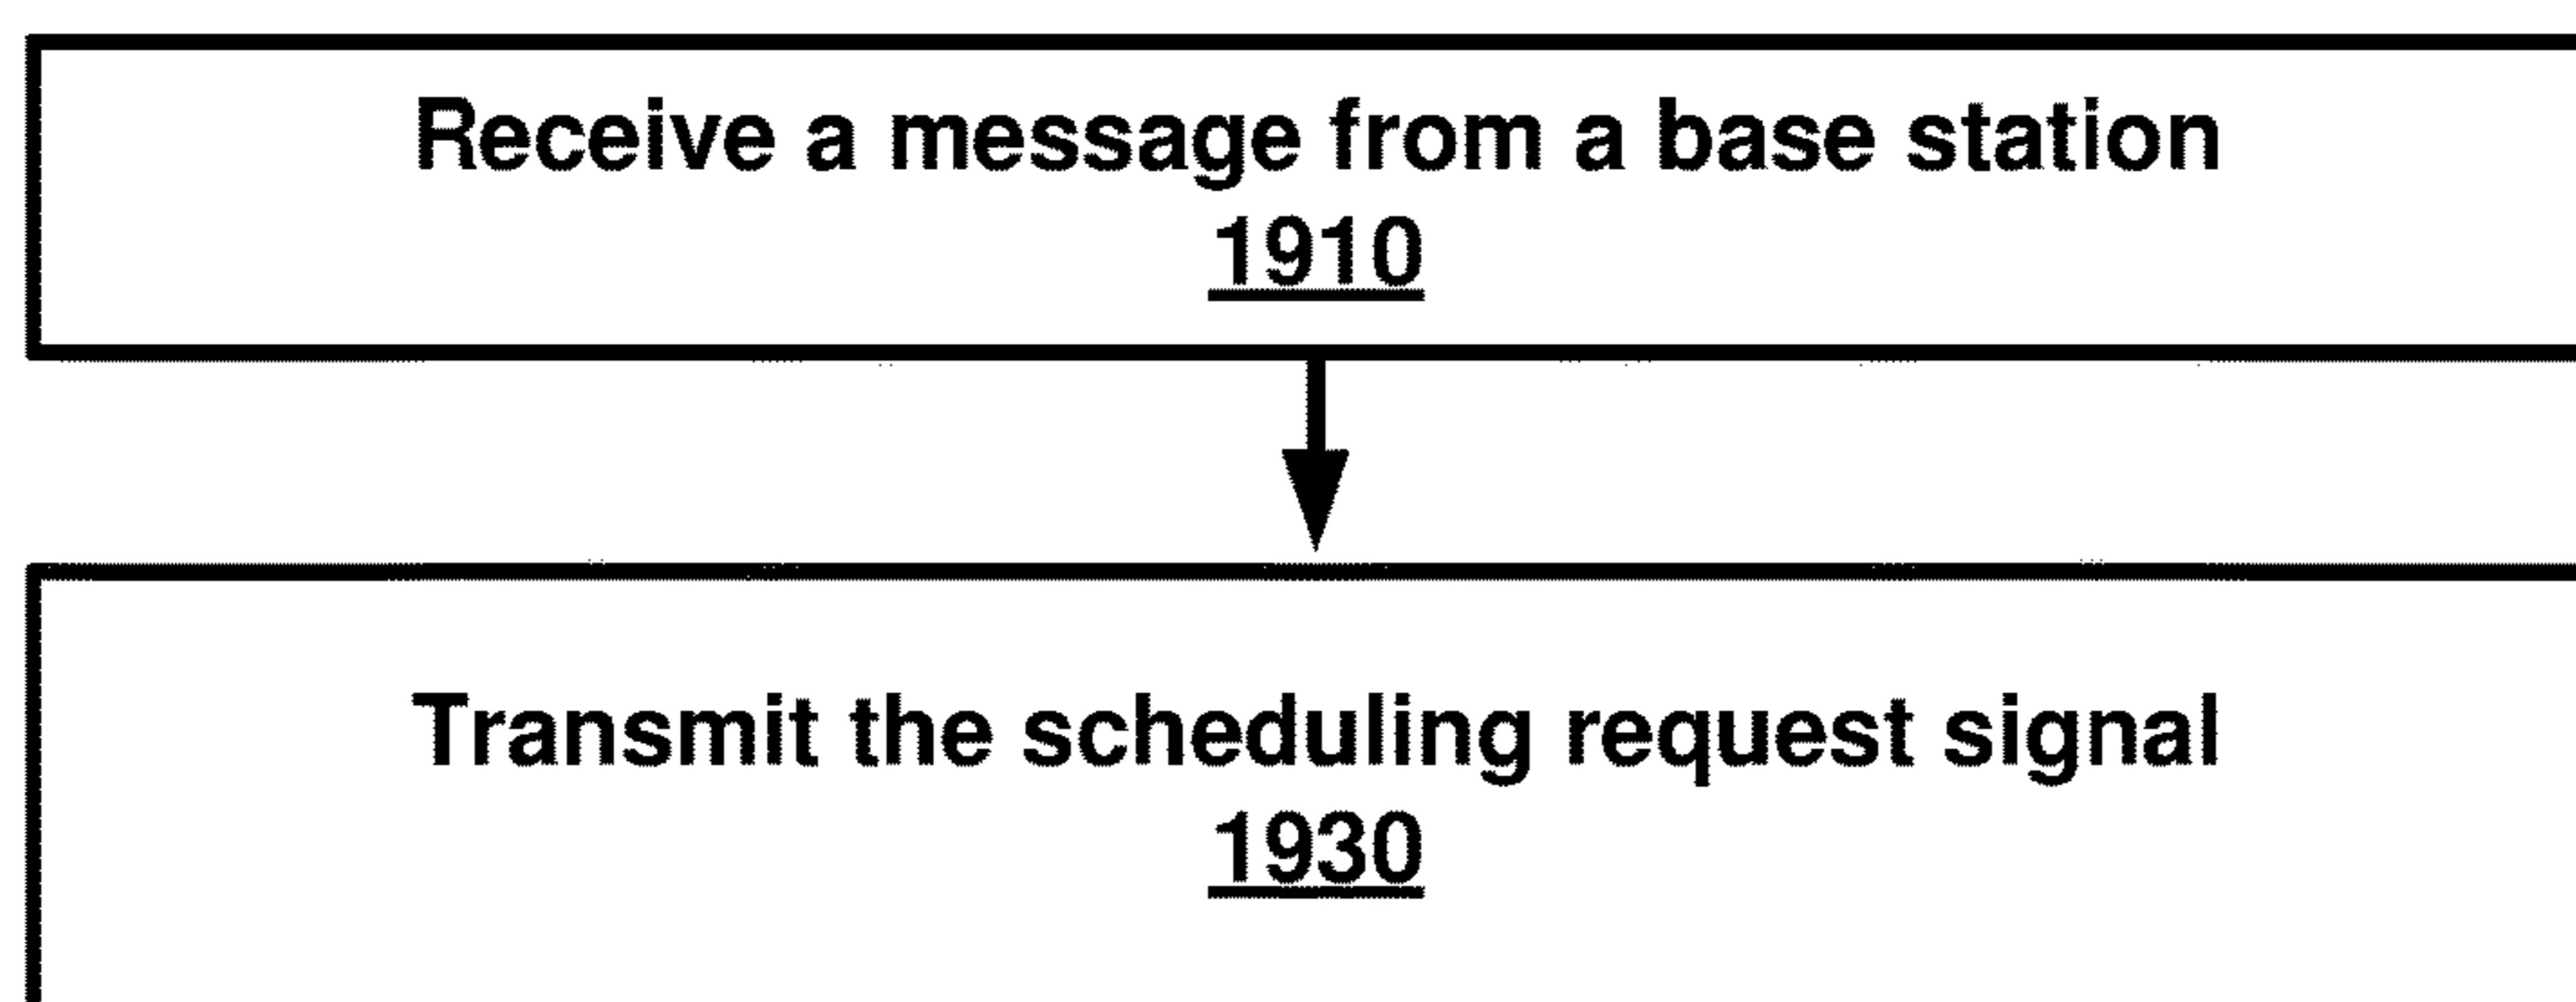 Receive a message from a base station
1910
Transmit the scheduling request signal
1930